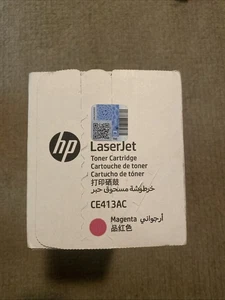 hp
LaserJet
Toner Cartridge
Cartouche de toner
Cartucho de tóner
打印硒鼓
خرطوشة مسحوق حبر
CE413AC
Magenta أرجواني
品红色